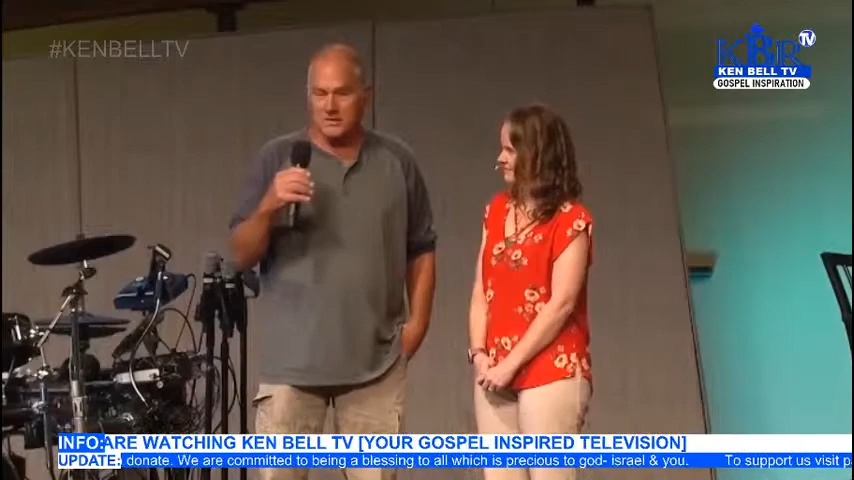 #KENBELLTV
KBR TV
KEN BELL TV
GOSPEL INSPIRATION
INFO: ARE WATCHING KEN BELL TV [YOUR GOSPEL INSPIRED TELEVISION]
UPDATE: donate. We are committed to being a blessing to all which is precious to god- israel & you. To support us visit